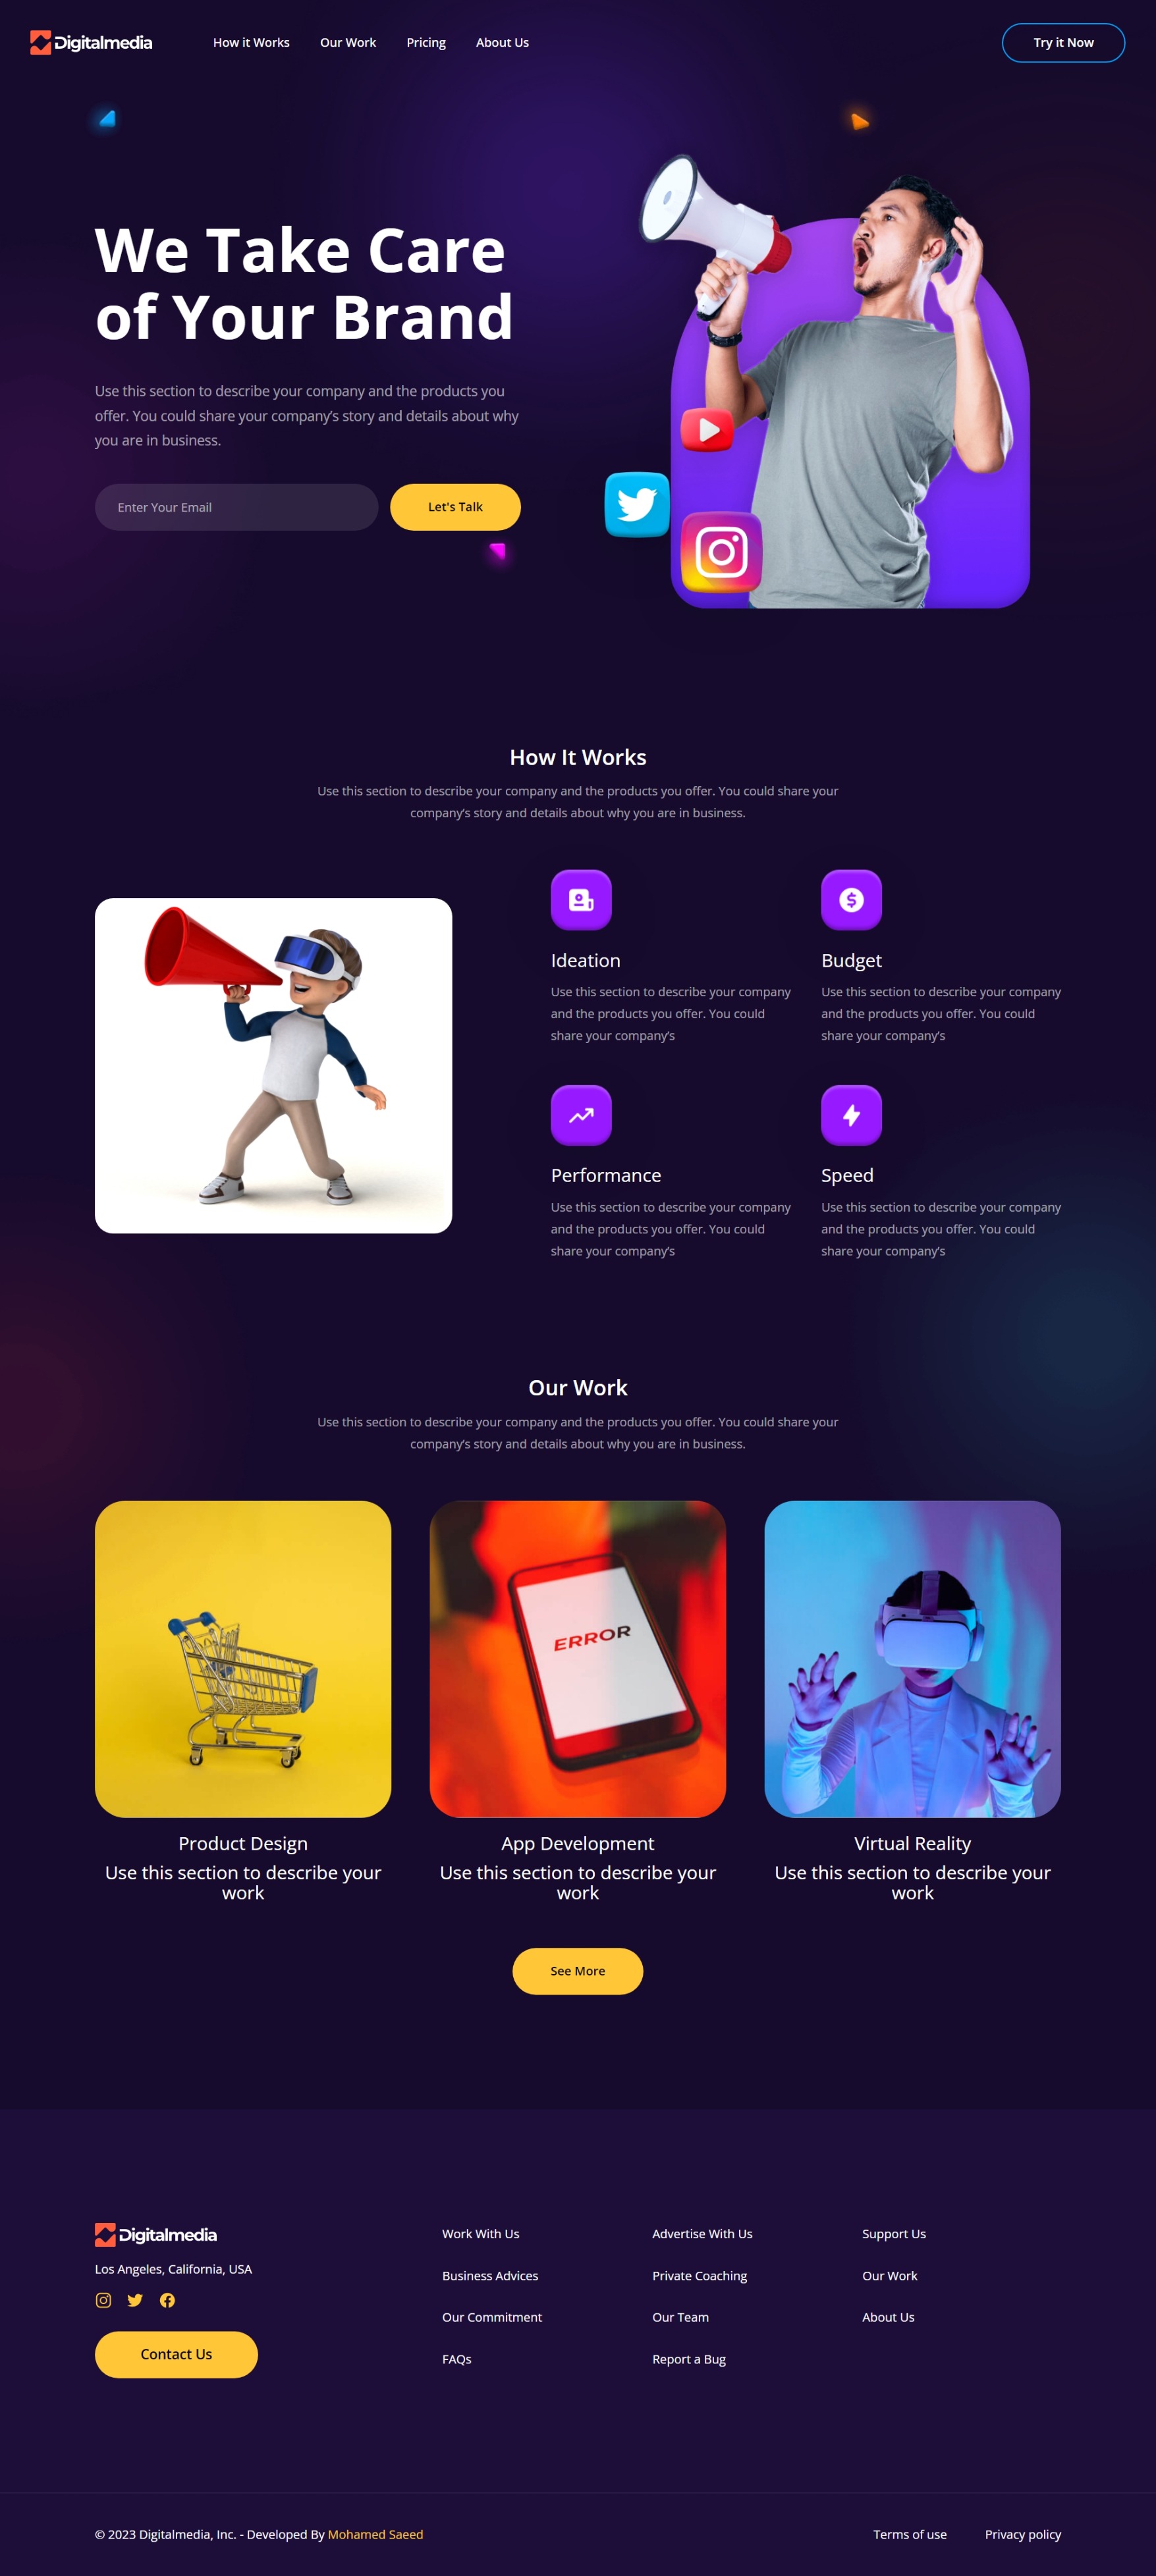 Digitalmedia
How it Works
Our Work
Pricing
About Us
Try it Now
We Take Care
of Your Brand
Use this section to describe your company and the products you
offer. You could share your company’s story and details about why
you are in business.
Enter Your Email
Let's Talk
How It Works
Use this section to describe your company and the products you offer. You could share your
company’s story and details about why you are in business.
Ideation
Use this section to describe your company
and the products you offer. You could
share your company’s
Budget
Use this section to describe your company
and the products you offer. You could
share your company’s
Performance
Use this section to describe your company
and the products you offer. You could
share your company’s
Speed
Use this section to describe your company
and the products you offer. You could
share your company’s
Our Work
Use this section to describe your company and the products you offer. You could share your
company’s story and details about why you are in business.
ERROR
Product Design
Use this section to describe your
work
App Development
Use this section to describe your
work
Virtual Reality
Use this section to describe your
work
See More
Digitalmedia
Los Angeles, California, USA
Contact Us
Work With Us
Business Advices
Our Commitment
FAQs
Advertise With Us
Private Coaching
Our Team
Report a Bug
Support Us
Our Work
About Us
© 2023 Digitalmedia, Inc. - Developed By Mohamed Saeed
Terms of use
Privacy policy